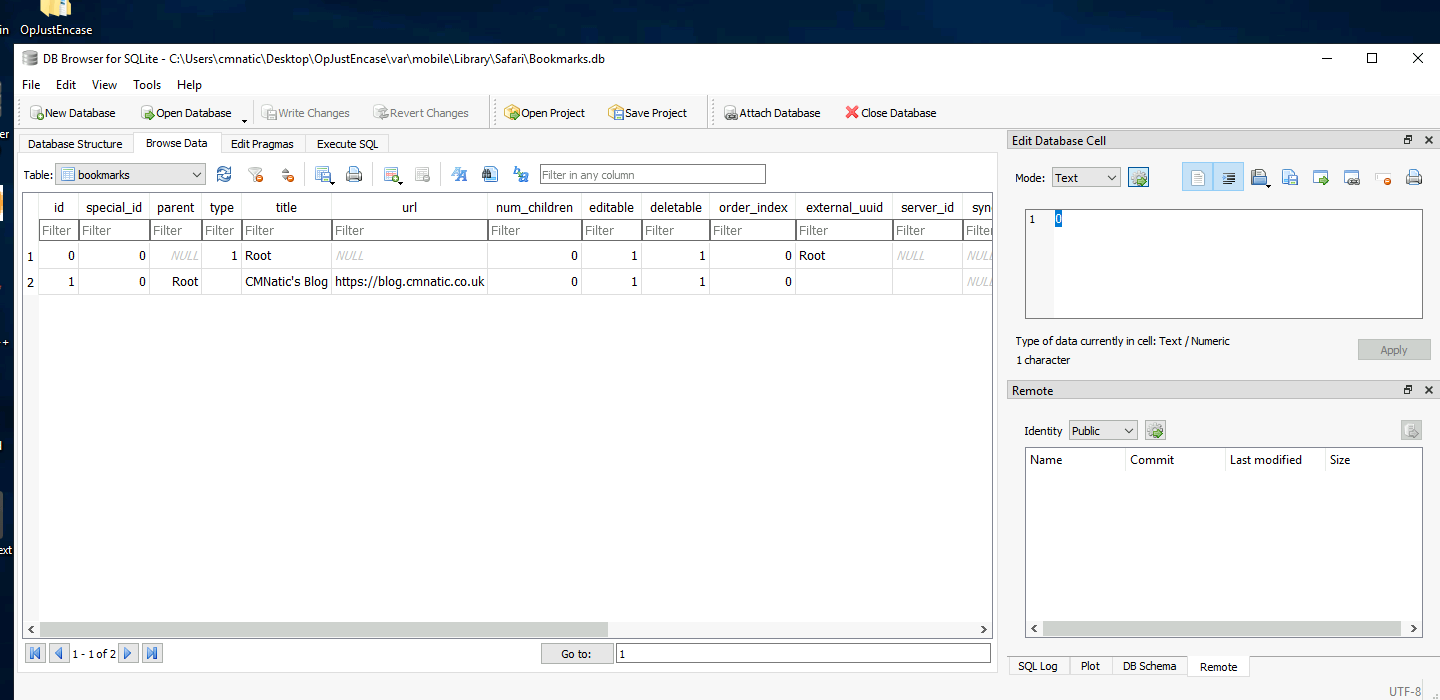 in OpJustEncase
DB Browser for SQLite - C:\Users\cmnatic\Desktop\OpJustEncase\var\mobile\Library\Safari\Bookmarks.db
File Edit View Tools Help
New Database Open Database Write Changes Revert Changes Open Project Save Project Attach Database Close Database
er
Database Structure Browse Data Edit Pragmas Execute SQL
Edit Database Cell
Table: bookmarks Filter in any column
Mode: Text
id special_id parent type title url num_children editable deletable order_index external_uuid server_id syn
Filter Filter Filter Filter Filter Filter Filter Filter Filter Filter Filter Filter Filter
1 0 0 NULL 1 Root NULL 0 1 1 0 Root NULL NULL
2 1 0 Root CMNatic's Blog https://blog.cmnatic.co.uk 0 1 1 0 NULL
1 0
Type of data currently in cell: Text / Numeric
1 character
Apply
++
Remote
Identity Public
Name Commit Last modified Size
ext
1 - 1 of 2 Go to: 1
SQL Log Plot DB Schema Remote
UTF-8